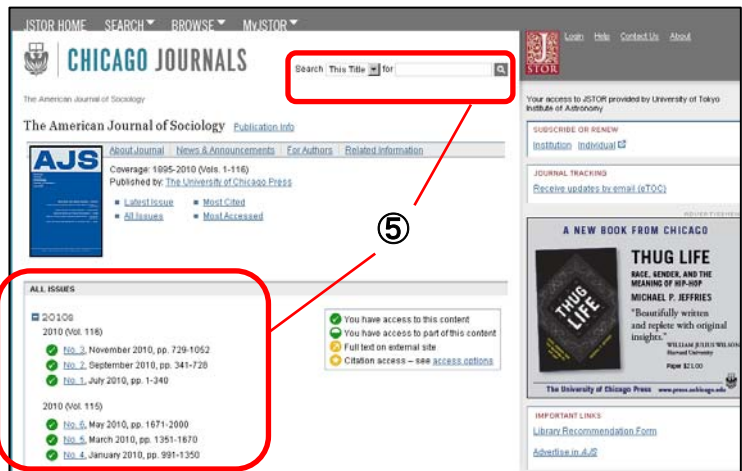 JSTOR HOME SEARCH BROWSE MyJSTOR
CHICAGO JOURNALS
Search This Title for
The American Journal of Sociology
The American Journal of Sociology Publication Info
AJS
About Journal News & Announcements For Authors Related Information
Coverage: 1895-2010 (Vols. 1-116)
Published by: The University of Chicago Press
Latest Issue Most Cited
All Issues Most Accessed
⑤
ALL ISSUES
2010s
2010 (Vol. 116)
No. 3, November 2010, pp. 729-1052
No. 2, September 2010, pp. 341-728
No. 1, July 2010, pp. 1-340
2010 (Vol. 115)
No. 6, May 2010, pp. 1671-2000
No. 5, March 2010, pp. 1351-1670
No. 4, January 2010, pp. 991-1350
You have access to this content
You have access to part of this content
Full text on external site
Citation access – see access options
JSTOR
Login Help Contact Us About
Your access to JSTOR provided by University of Tokyo
Institute of Astronomy
SUBSCRIBE OR RENEW
Institution Individual
JOURNAL TRACKING
Receive updates by email (eTOC)
A NEW BOOK FROM CHICAGO
THUG LIFE
THUG LIFE
RACE, GENDER, AND THE
MEANING OF HIP-HOP
MICHAEL P. JEFFRIES
"Beautifully written
and replete with original
insights."
WILLIAM JULIUS WILSON
Harvard University
Paper $21.00
The University of Chicago Press www.press.uchicago.edu
IMPORTANT LINKS
Library Recommendation Form
Advertise in AJS